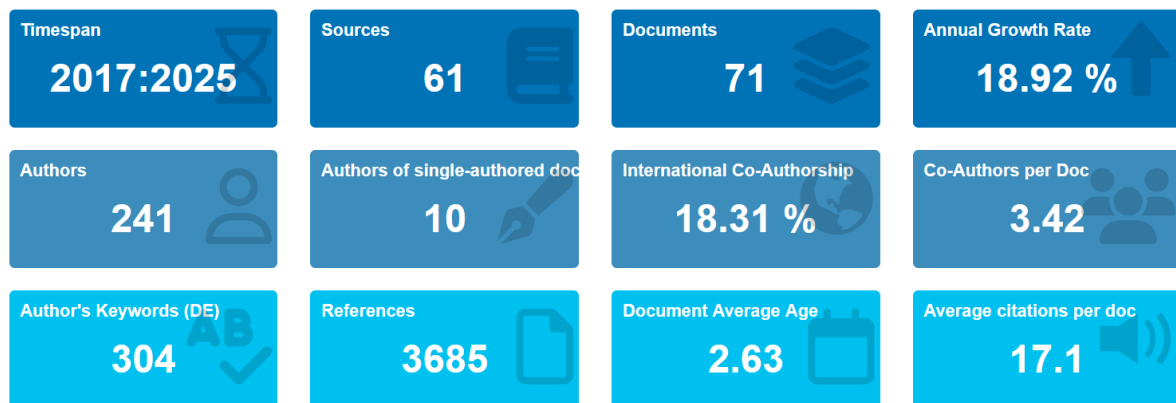 Timespan
2017:2025
Sources
61
Documents
71
Annual Growth Rate
18.92 %
Authors
241
Authors of single-authored doc
10
International Co-Authorship
18.31 %
Co-Authors per Doc
3.42
Author's Keywords (DE)
304
AB
References
3685
Document Average Age
2.63
Average citations per doc
17.1